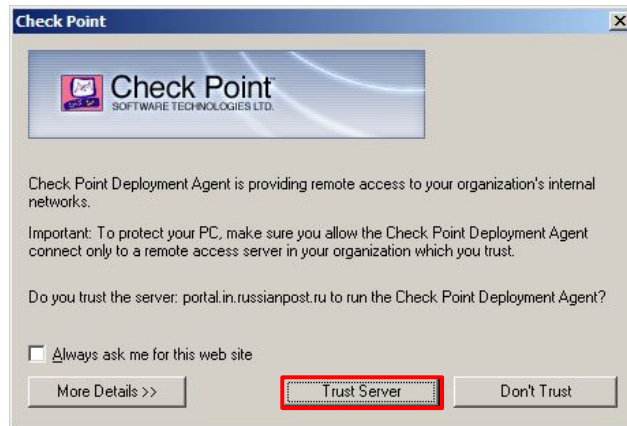 Check Point
Check Point
SOFTWARE TECHNOLOGIES LTD.
Check Point Deployment Agent is providing remote access to your organization's internal
networks.
Important: To protect your PC, make sure you allow the Check Point Deployment Agent
connect only to a remote access server in your organization which you trust.
Do you trust the server: portal.in.russianpost.ru to run the Check Point Deployment Agent?
Always ask me for this web site
More Details >> Trust Server Don't Trust